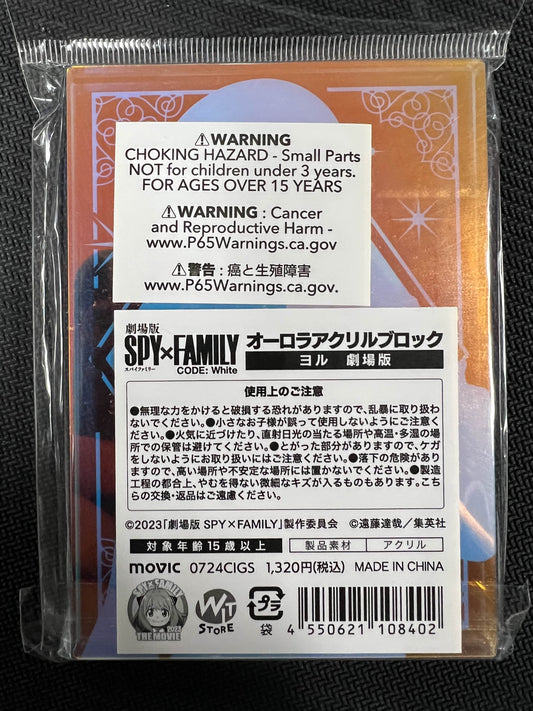 ⚠WARNING
CHOKING HAZARD - Small Parts
NOT for children under 3 years.
FOR AGES OVER 15 YEARS
⚠WARNING : Cancer
and Reproductive Harm -
www.P65Warnings.ca.gov
⚠警告 : 癌と生殖障害
www.P65Warnings.ca.gov.
劇場版
SPY×FAMILY
スパイファミリー
CODE: White
オーロラアクリルブロック
ヨル 劇場版
使用上のご注意
●無理な力をかけると破損する恐れがありますので、乱暴に取り扱わ
ないでください。●小さなお子様が誤って使用しないようにご注意く
ださい。●火気に近づけたり、直射日光の当たる場所や高温・多湿の場
所での保管は避けてください。●とがった部分がありますので、ケガ
をしないようにお取り扱いにはご注意ください。●落下の危険があり
ますので、高い場所や不安定な場所には置かないでください。●製造
工程の都合上、やむを得ない微細なキズが入るものもあります。こち
らの交換・返品はご遠慮ください。
©2023「劇場版 SPY×FAMILY」製作委員会 ©遠藤達哉／集英社
対象年齢15歳以上 製品素材 アクリル
movic 0724CIGS 1,320円(税込) MADE IN CHINA
SPY×FAMILY
2023
THE MOVIE
WIT
STORE
プラ
袋
4 550621 108402